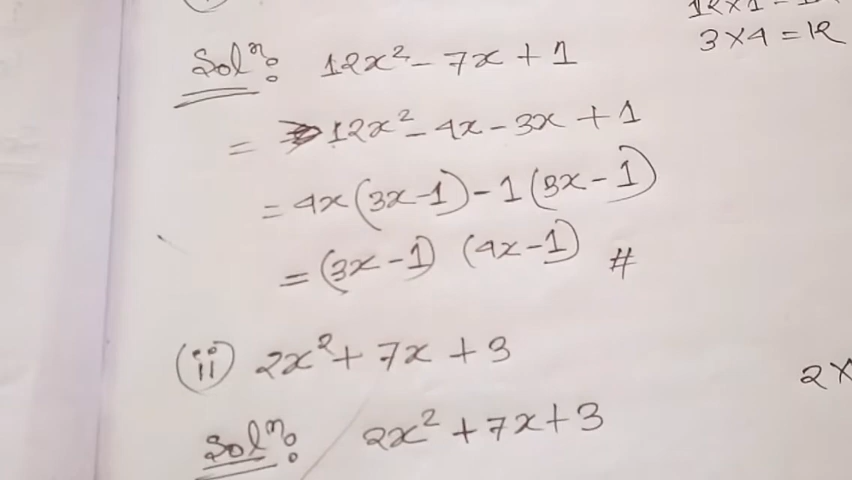 3×4=12
Solⁿ: 12x² - 7x + 1
= 12x² - 4x - 3x + 1
= 4x(3x-1) - 1(3x-1)
= (3x-1) (4x-1) #
(ii) 2x² + 7x + 3
2×
Solⁿ: 2x² + 7x + 3